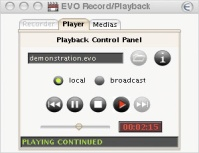 EVO Record/Playback
Recorder Player Medias
Playback Control Panel
demonstration.evo
local broadcast
00:02:15
PLAYING CONTINUED